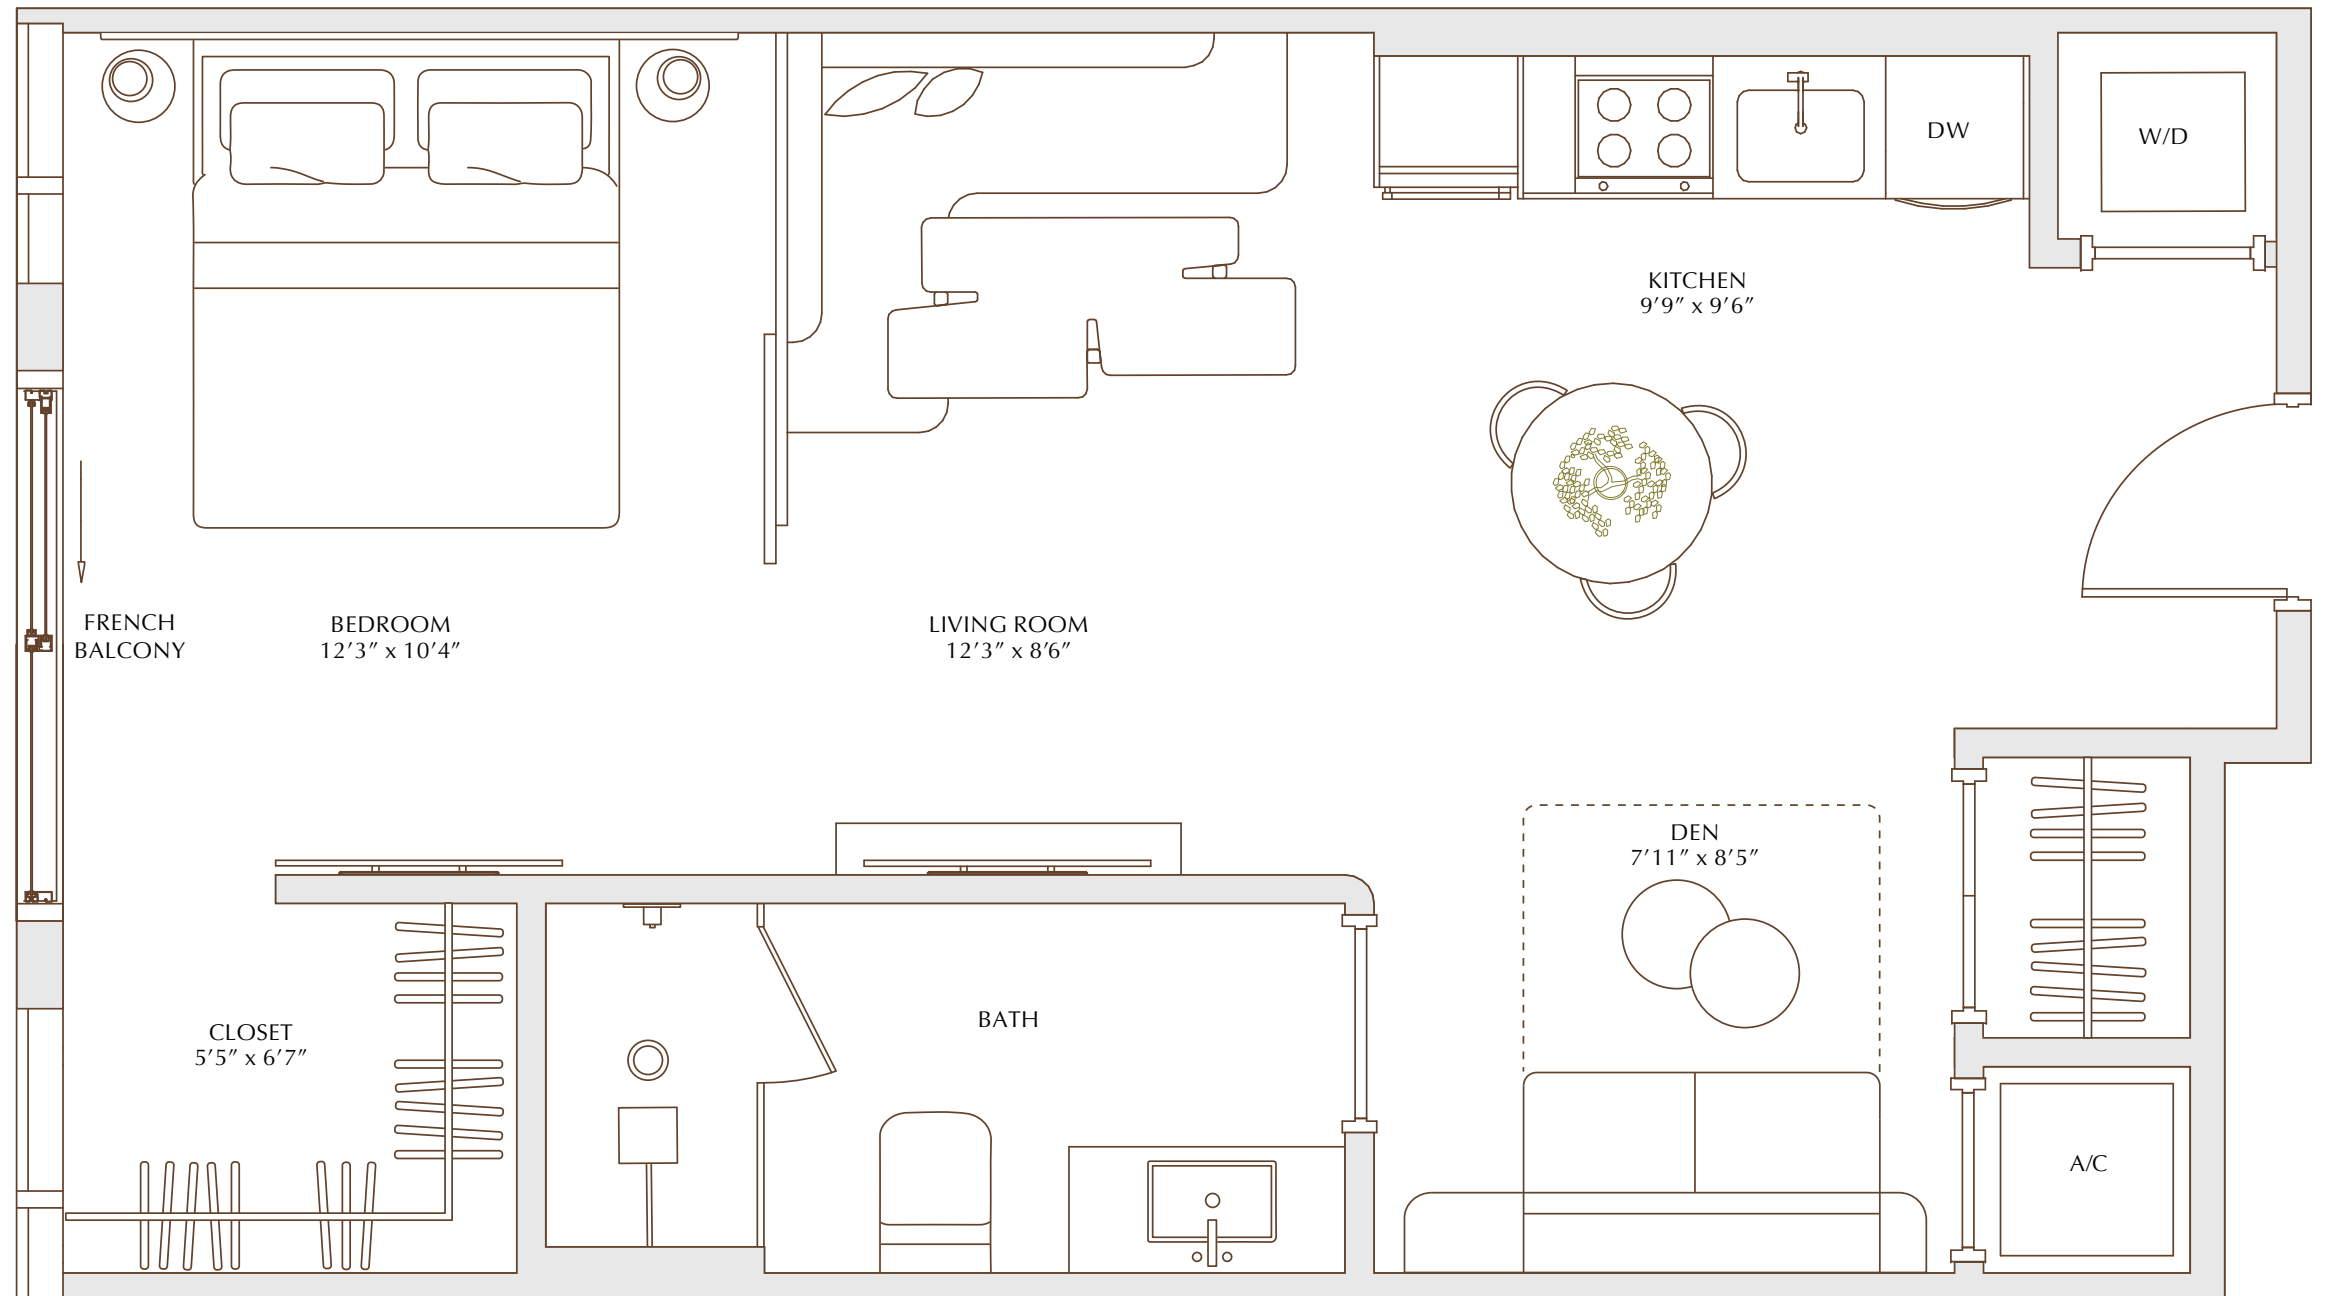 DW
W/D
KITCHEN
9′9″ x 9′6″
FRENCH
BALCONY
BEDROOM
12′3″ x 10′4″
LIVING ROOM
12′3″ x 8′6″
DEN
7′11″ x 8′5″
CLOSET
5′5″ x 6′7″
BATH
A/C